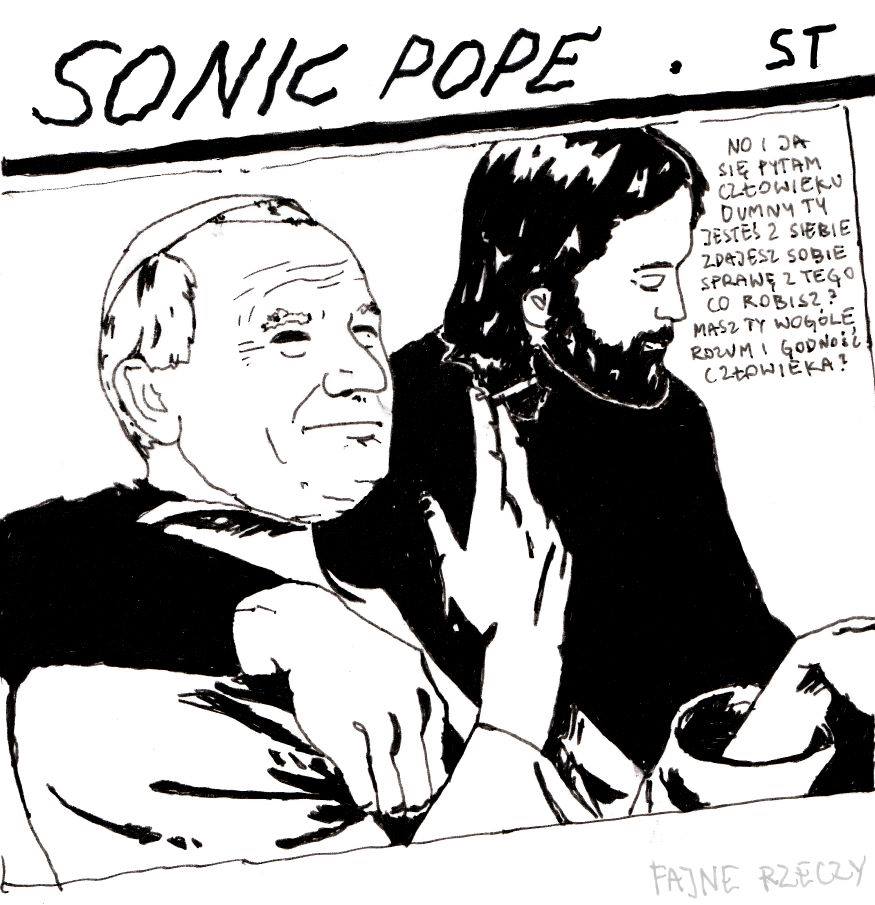 SONIC POPE . ST
NO I JA
SIĘ PYTAM
CZŁOWIEKU
DUMNY TY
JESTEŚ Z SIEBIE
ZDAJESZ SOBIE
SPRAWĘ Z TEGO
CO ROBISZ?
MASZ TY WOGÓLE
ROZUM I GODNOŚĆ
CZŁOWIEKA?
FAJNE RZECZY